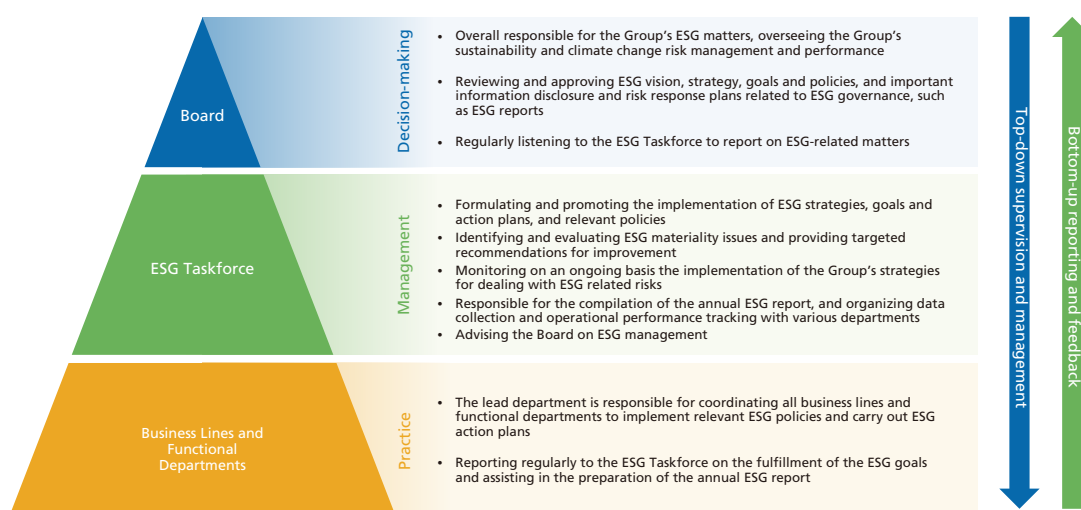 Board
Decision-making
• Overall responsible for the Group's ESG matters, overseeing the Group's
sustainability and climate change risk management and performance
• Reviewing and approving ESG vision, strategy, goals and policies, and important
information disclosure and risk response plans related to ESG governance, such
as ESG reports
• Regularly listening to the ESG Taskforce to report on ESG-related matters
ESG Taskforce
Management
• Formulating and promoting the implementation of ESG strategies, goals and
action plans, and relevant policies
• Identifying and evaluating ESG materiality issues and providing targeted
recommendations for improvement
• Monitoring on an ongoing basis the implementation of the Group's strategies
for dealing with ESG related risks
• Responsible for the compilation of the annual ESG report, and organizing data
collection and operational performance tracking with various departments
• Advising the Board on ESG management
Business Lines and
Functional
Departments
Practice
• The lead department is responsible for coordinating all business lines and
functional departments to implement relevant ESG policies and carry out ESG
action plans
• Reporting regularly to the ESG Taskforce on the fulfillment of the ESG goals
and assisting in the preparation of the annual ESG report
Top-down supervision and management
Bottom-up reporting and feedback